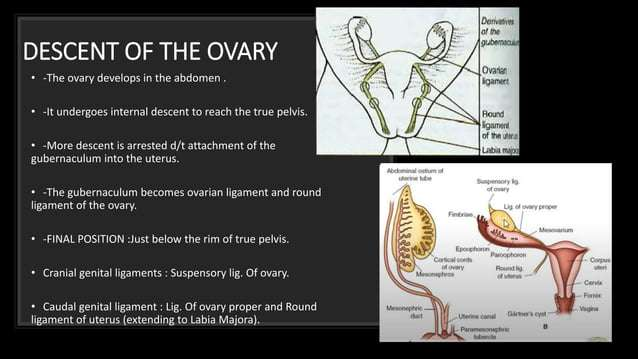 DESCENT OF THE OVARY
• -The ovary develops in the abdomen .
• -It undergoes internal descent to reach the true pelvis.
• -More descent is arrested d/t attachment of the
gubernaculum into the uterus.
• -The gubernaculum becomes ovarian ligament and round
ligament of the ovary.
• -FINAL POSITION :Just below the rim of true pelvis.
• Cranial genital ligaments : Suspensory lig. Of ovary.
• Caudal genital ligament : Lig. Of ovary proper and Round
ligament of uterus (extending to Labia Majora).
Derivatives
of the
gubernaculum
Ovarian
ligament
Round
ligament
of the uterus
Labia major
Abdominal ostium of
uterine tube
Suspensory lig.
of ovary
Lig. of ovary proper
Fimbriae
Mesovarium
Epoophoron
Paroophoron
Cortical cords
of ovary
Mesonephros
Round lig.
of uterus
Corpus
uteri
Cervix
Fornix
Vagina
Mesonephric
duct
Uterine canal
Gartner's cyst
Paramesonephric
tubercle
B